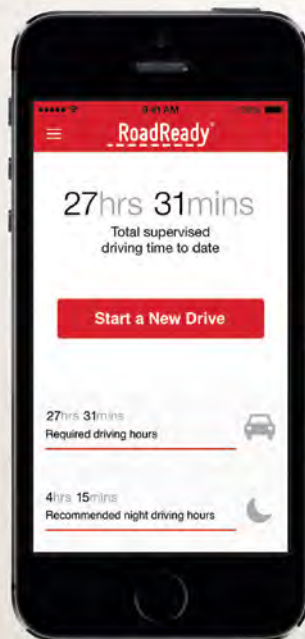 9:41 AM
RoadReady®
27hrs 31mins
Total supervised
driving time to date
Start a New Drive
27hrs 31mins
Required driving hours
4hrs 15mins
Recommended night driving hours